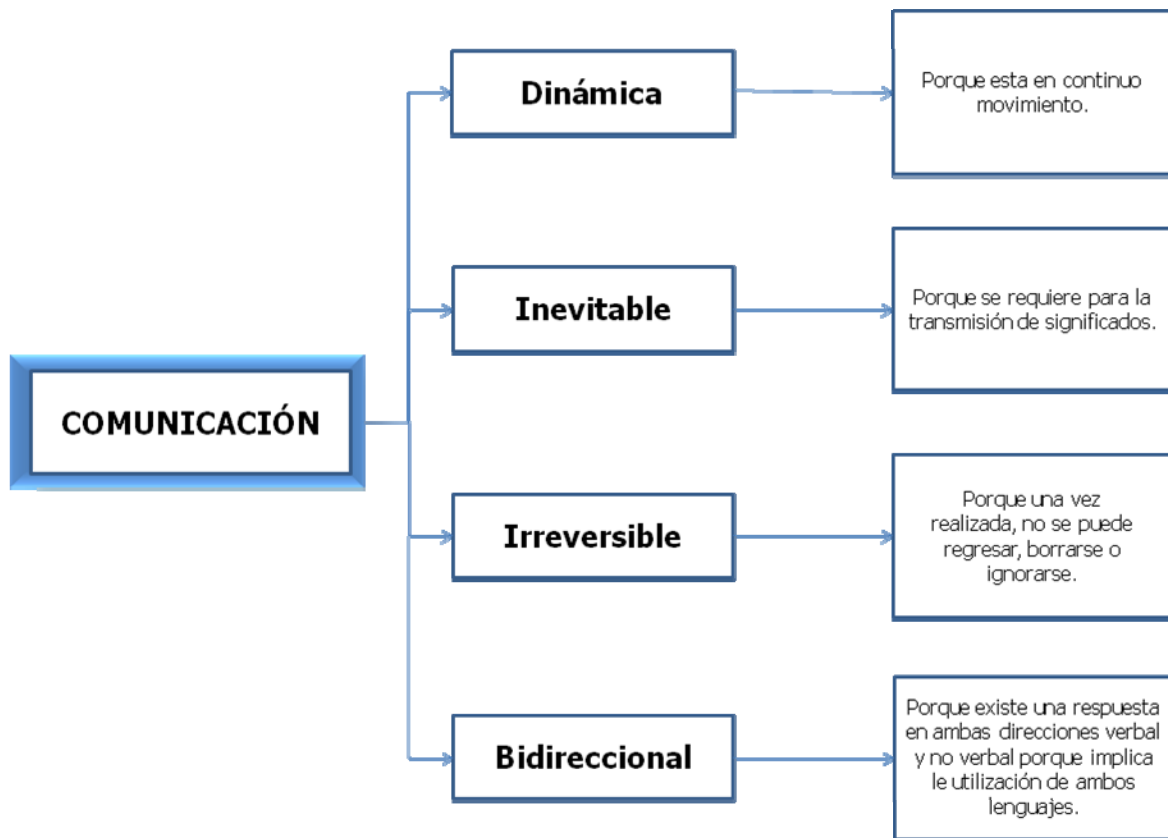 Dinámica
Porque esta en continuo
movimiento.
Inevitable
Porque se requiere para la
transmisión de significados.
COMUNICACIÓN
Irreversible
Porque una vez
realizada, no se puede
regresar, borrarse o
ignorarse.
Bidireccional
Porque existe una respuesta
en ambas direcciones verbal
y no verbal porque implica
le utilización de ambos
lenguajes.